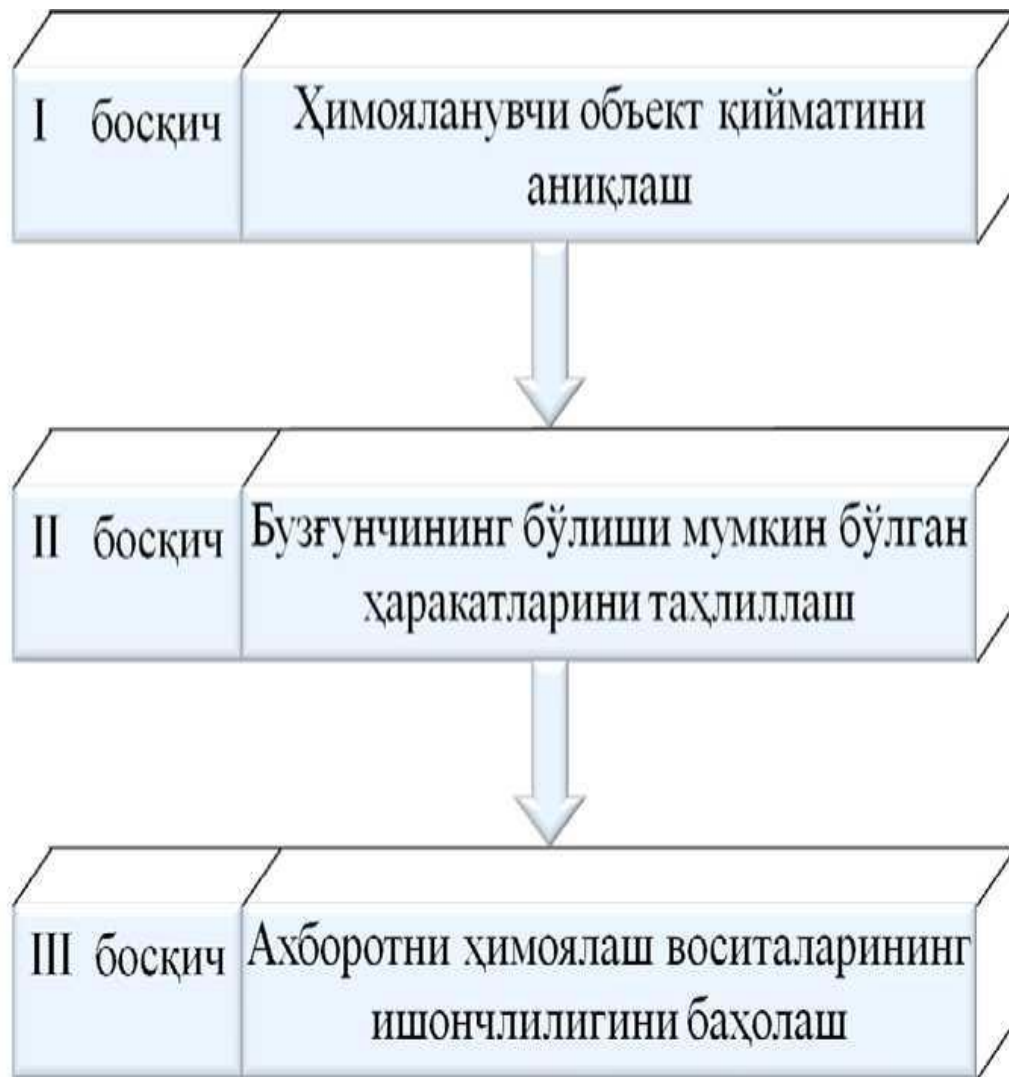 I босқич
Ҳимояланувчи объект қийматини
аниқлаш
II босқич
Бузғунчининг бўлиши мумкин бўлган
ҳаракатларини таҳлиллаш
III босқич
Ахборотни ҳимоялаш воситаларининг
ишончлилигини баҳолаш